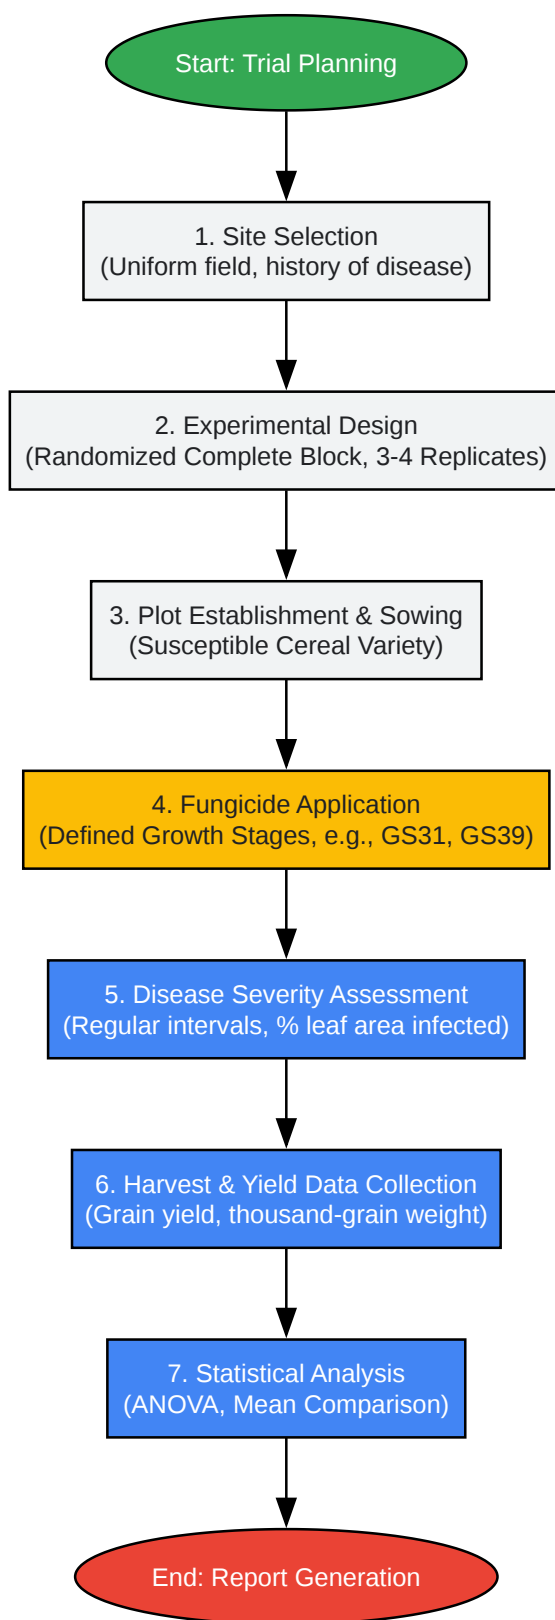 Start: Trial Planning
1. Site Selection
(Uniform field, history of disease)
2. Experimental Design
(Randomized Complete Block, 3-4 Replicates)
3. Plot Establishment & Sowing
(Susceptible Cereal Variety)
4. Fungicide Application
(Defined Growth Stages, e.g., GS31, GS39)
5. Disease Severity Assessment
(Regular intervals, % leaf area infected)
6. Harvest & Yield Data Collection
(Grain yield, thousand-grain weight)
7. Statistical Analysis
(ANOVA, Mean Comparison)
End: Report Generation